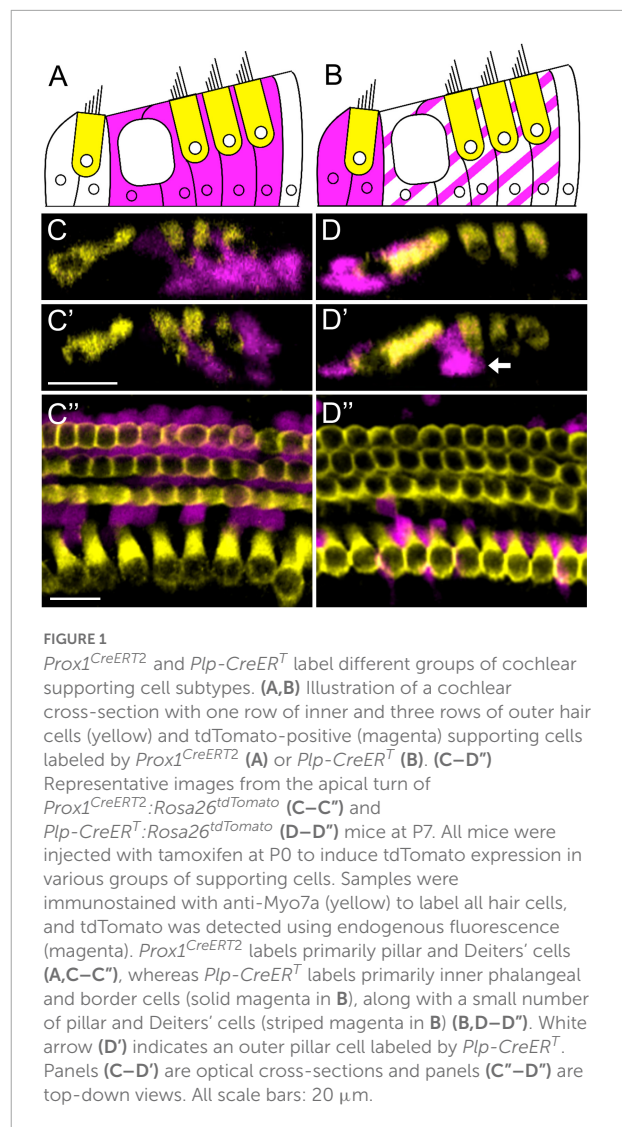 A
B
C
D
C'
D'
C"
D"
FIGURE 1
Prox1CreERT2 and Plp-CreERT label different groups of cochlear
supporting cell subtypes. (A,B) Illustration of a cochlear
cross-section with one row of inner and three rows of outer hair
cells (yellow) and tdTomato-positive (magenta) supporting cells
labeled by Prox1CreERT2 (A) or Plp-CreERT (B). (C–D")
Representative images from the apical turn of
Prox1CreERT2:Rosa26tdTomato (C–C") and
Plp-CreERT:Rosa26tdTomato (D–D") mice at P7. All mice were
injected with tamoxifen at P0 to induce tdTomato expression in
various groups of supporting cells. Samples were
immunostained with anti-Myo7a (yellow) to label all hair cells,
and tdTomato was detected using endogenous fluorescence
(magenta). Prox1CreERT2 labels primarily pillar and Deiters' cells
(A,C–C"), whereas Plp-CreERT labels primarily inner phalangeal
and border cells (solid magenta in B), along with a small number
of pillar and Deiters' cells (striped magenta in B) (B,D–D"). White
arrow (D') indicates an outer pillar cell labeled by Plp-CreERT.
Panels (C–D') are optical cross-sections and panels (C"–D") are
top-down views. All scale bars: 20 μm.